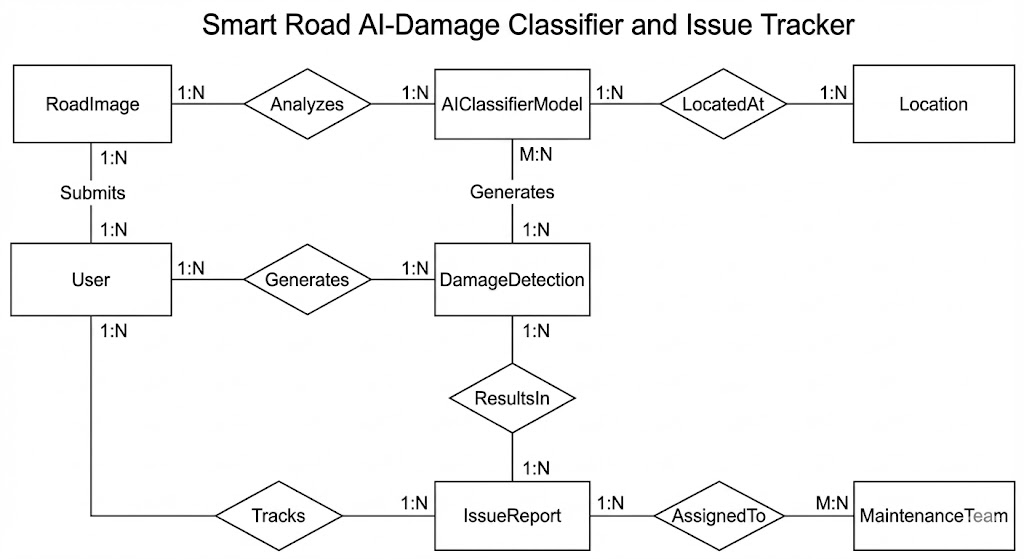 Smart Road AI-Damage Classifier and Issue Tracker
RoadImage 1:N Analyzes 1:N AIClassifierModel 1:N LocatedAt 1:N Location
1:N M:N
Submits Generates
1:N 1:N
User 1:N Generates 1:N DamageDetection
1:N 1:N
ResultsIn
1:N
Tracks 1:N IssueReport 1:N AssignedTo M:N MaintenanceTeam